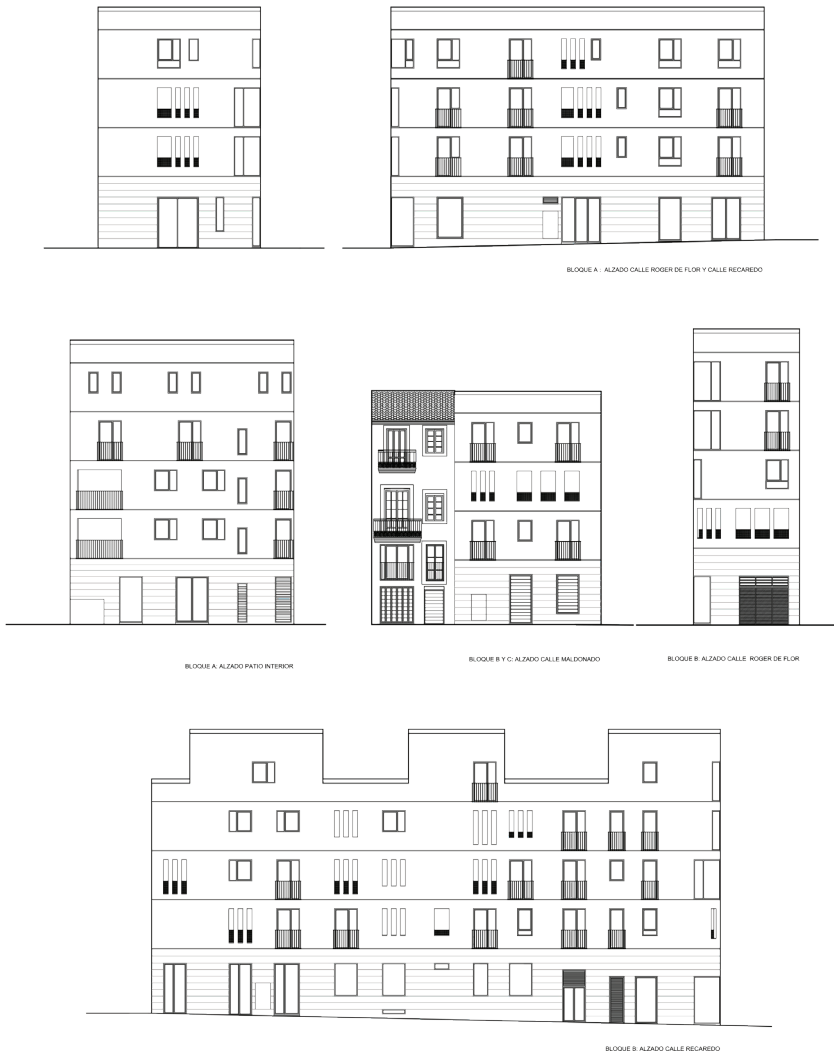 BLOQUE A : ALZADO CALLE ROGER DE FLOR Y CALLE RECAREDO
BLOQUE A: ALZADO PATIO INTERIOR
BLOQUE B Y C: ALZADO CALLE MALDONADO
BLOQUE B: ALZADO CALLE ROGER DE FLOR
BLOQUE B: ALZADO CALLE RECAREDO